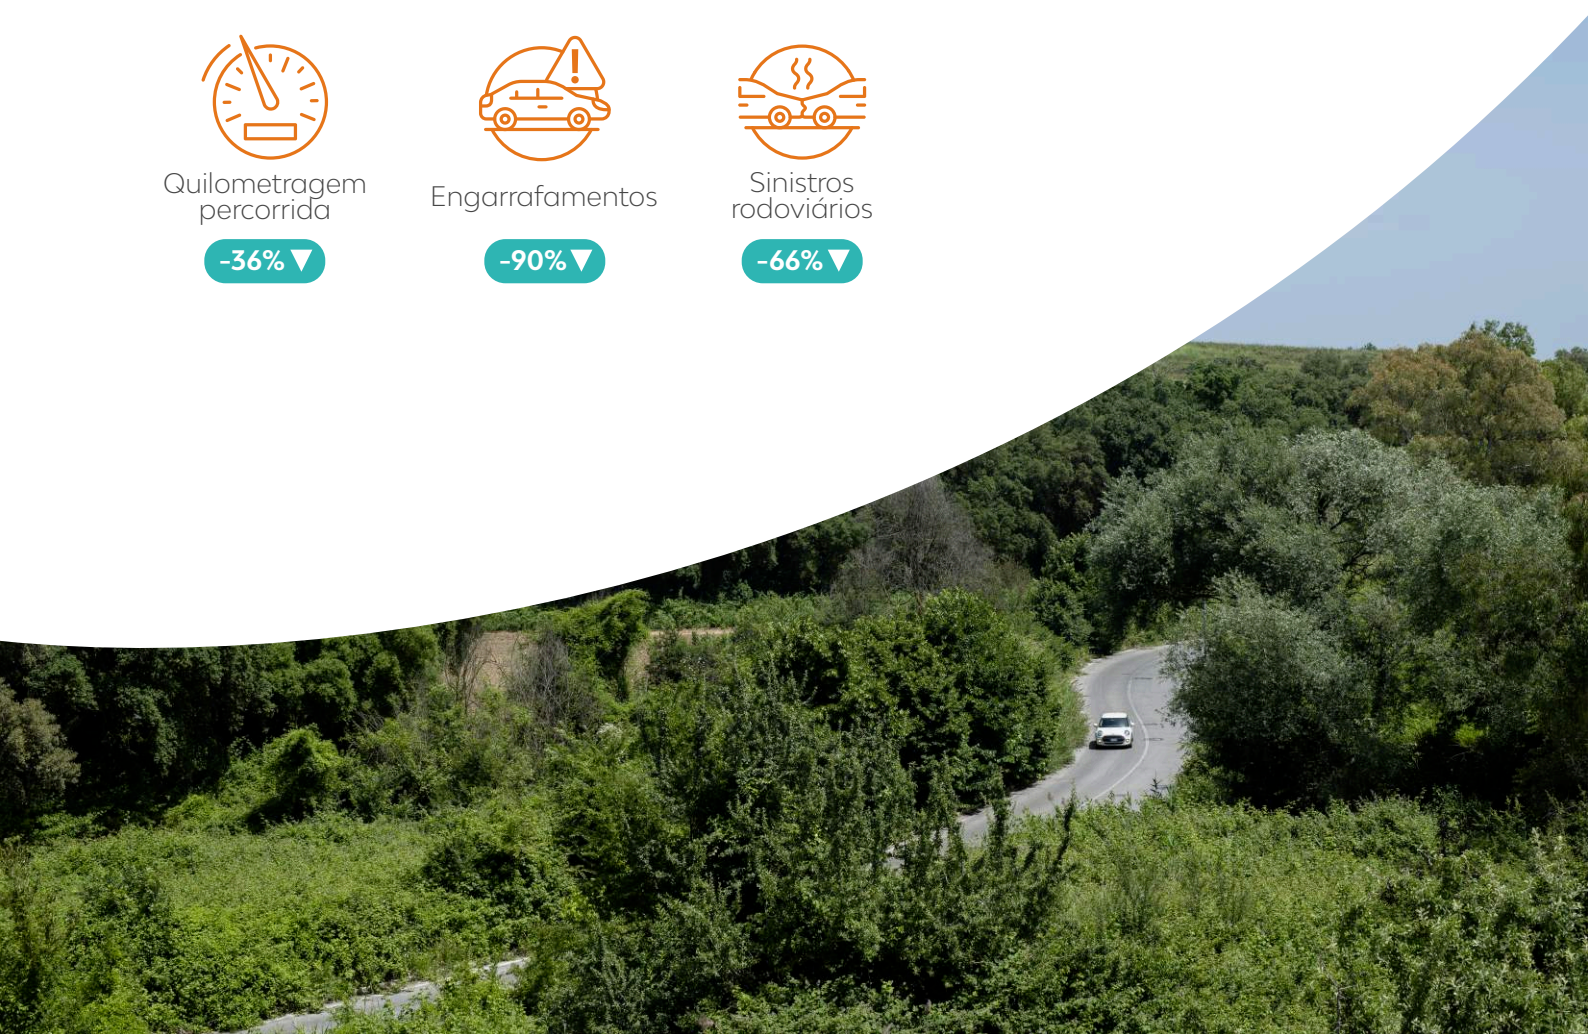 Quilometragem
percorrida
-36%
Engarrafamentos
-90%
Sinistros
rodoviários
-66%